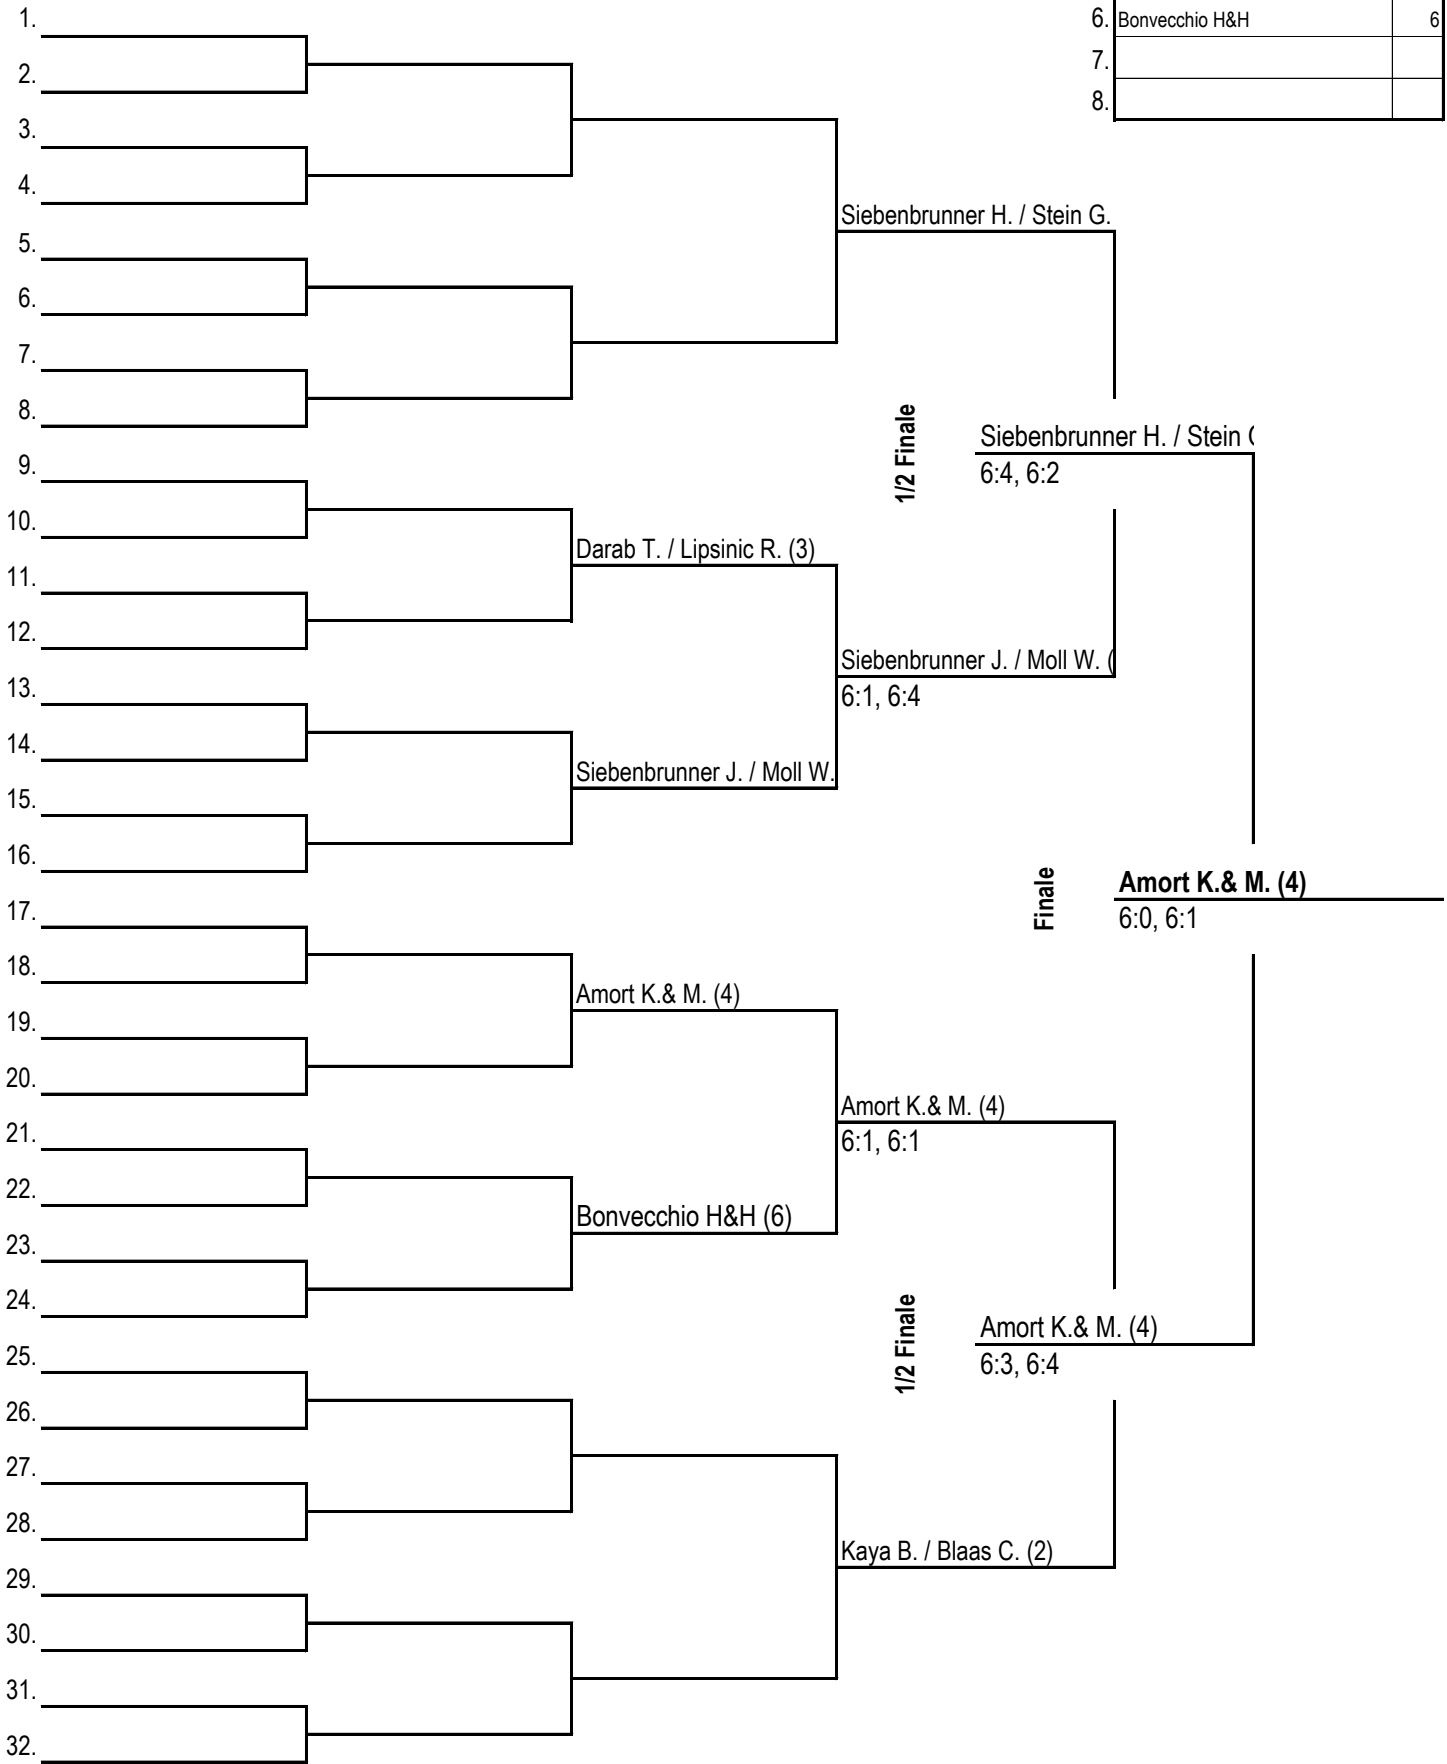 1.
6. Bonvecchio H&H 6
2.
7.
3.
8.
4.
Siebenbrunner H. / Stein G.
5.
6.
7.
8.
1/2 Finale
Siebenbrunner H. / Stein
6:4, 6:2
9.
10.
Darab T. / Lipsinic R. (3)
11.
12.
Siebenbrunner J. / Moll W. (
6:1, 6:4
13.
14.
Siebenbrunner J. / Moll W.
15.
16.
Finale
Amort K.& M. (4)
6:0, 6:1
17.
18.
Amort K.& M. (4)
19.
20.
Amort K.& M. (4)
6:1, 6:1
21.
22.
Bonvecchio H&H (6)
23.
24.
1/2 Finale
Amort K.& M. (4)
6:3, 6:4
25.
26.
27.
28.
Kaya B. / Blaas C. (2)
29.
30.
31.
32.